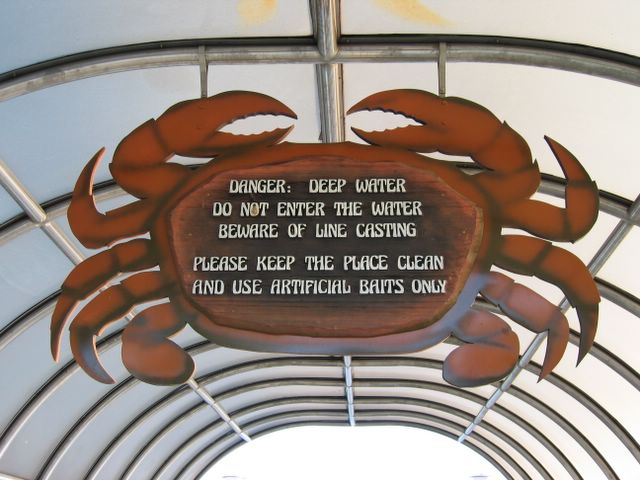 DANGER: DEEP WATER
DO NOT ENTER THE WATER
BEWARE OF LINE CASTING
PLEASE KEEP THE PLACE CLEAN
AND USE ARTIFICIAL BAITS ONLY